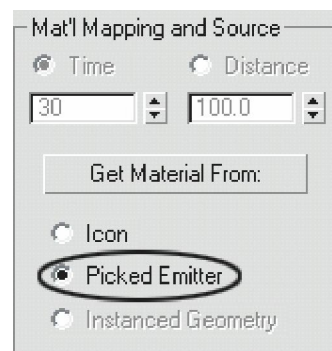 Mat'l Mapping and Source
Time Distance
30 100.0
Get Material From:
Icon
Picked Emitter
Instanced Geometry